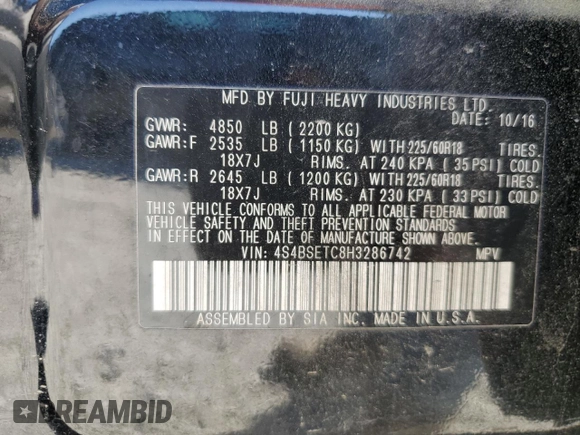 MFD BY FUJI HEAVY INDUSTRIES LTD.
DATE: 10/16
GVWR: 4850 LB (2200 KG)
GAWR:F 2535 LB (1150 KG) WITH 225/60R18 TIRES.
18X7J RIMS. AT 240 KPA (35 PSI) COLD
GAWR:R 2645 LB (1200 KG) WITH 225/60R18 TIRES.
18X7J RIMS. AT 230 KPA (33 PSI) COLD
THIS VEHICLE CONFORMS TO ALL APPLICABLE FEDERAL MOTOR
VEHICLE SAFETY AND THEFT PREVENTION STANDARDS IN
EFFECT ON THE DATE OF MANUFACTURE SHOWN ABOVE.
VIN: 4S4BSETC8H3286742 MPV
ASSEMBLED BY SIA INC. MADE IN U.S.A.
DREAMBID